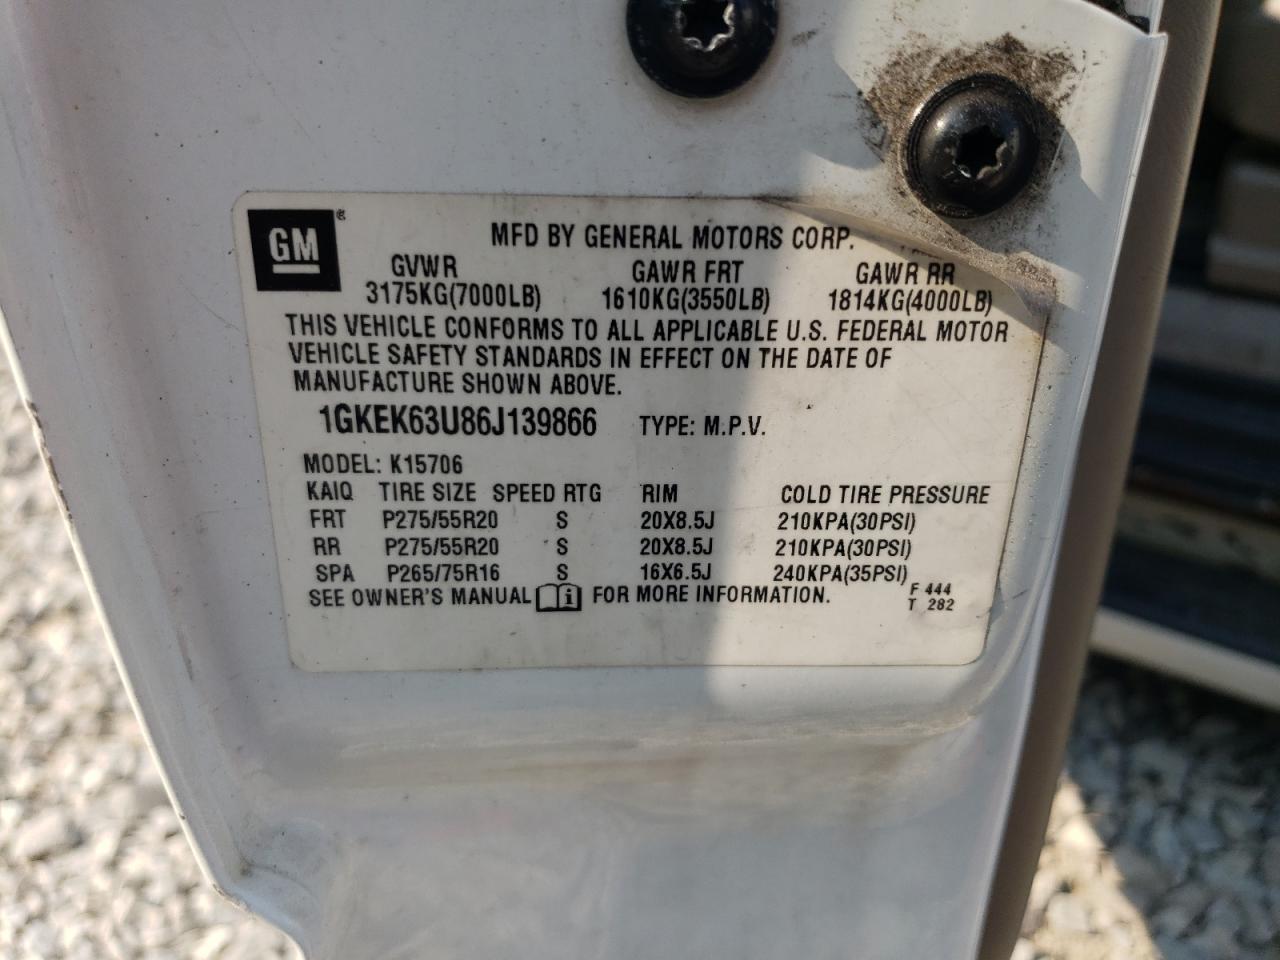 GM ®
MFD BY GENERAL MOTORS CORP.
GVWR GAWR FRT GAWR RR
3175KG(7000LB) 1610KG(3550LB) 1814KG(4000LB)
THIS VEHICLE CONFORMS TO ALL APPLICABLE U.S. FEDERAL MOTOR
VEHICLE SAFETY STANDARDS IN EFFECT ON THE DATE OF
MANUFACTURE SHOWN ABOVE.
1GKEK63U86J139866 TYPE: M.P.V.
MODEL: K15706
KAIQ TIRE SIZE SPEED RTG RIM COLD TIRE PRESSURE
FRT P275/55R20 S 20X8.5J 210KPA(30PSI)
RR P275/55R20 S 20X8.5J 210KPA(30PSI)
SPA P265/75R16 S 16X6.5J 240KPA(35PSI)
SEE OWNER'S MANUAL i FOR MORE INFORMATION.
F 444
T 282